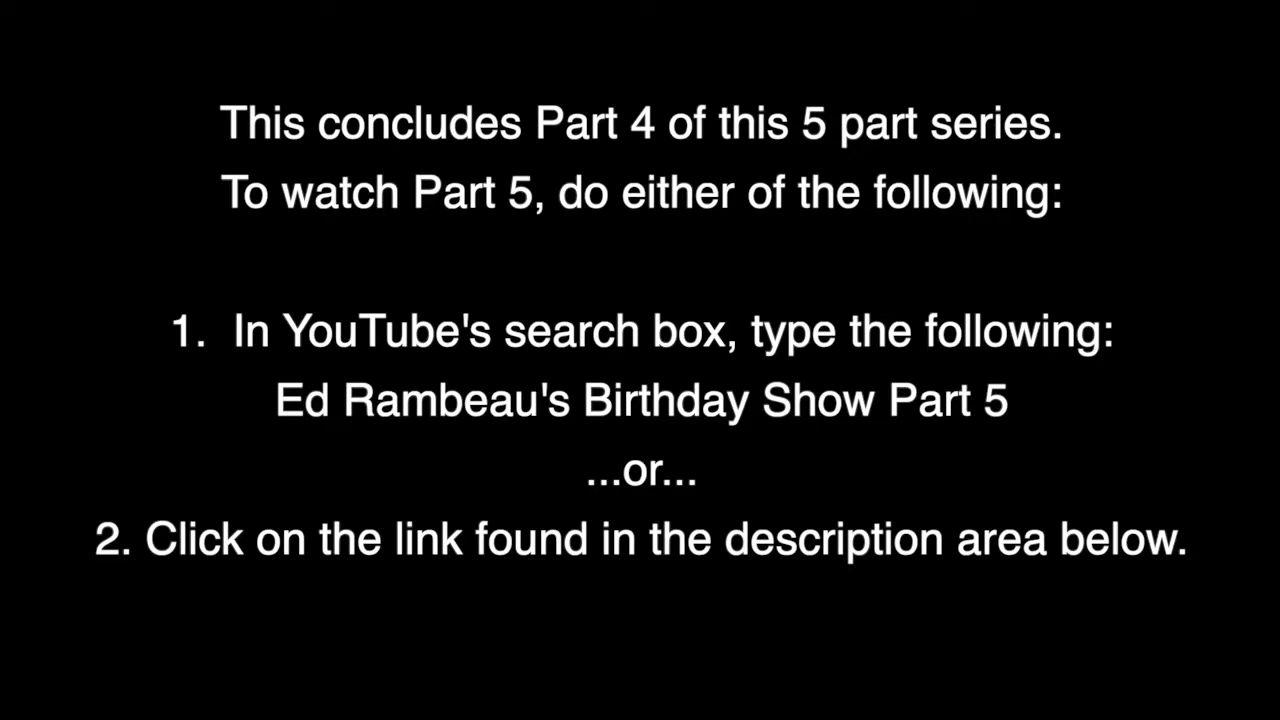 This concludes Part 4 of this 5 part series.
To watch Part 5, do either of the following:
1. In YouTube's search box, type the following:
Ed Rambeau's Birthday Show Part 5
...or...
2. Click on the link found in the description area below.